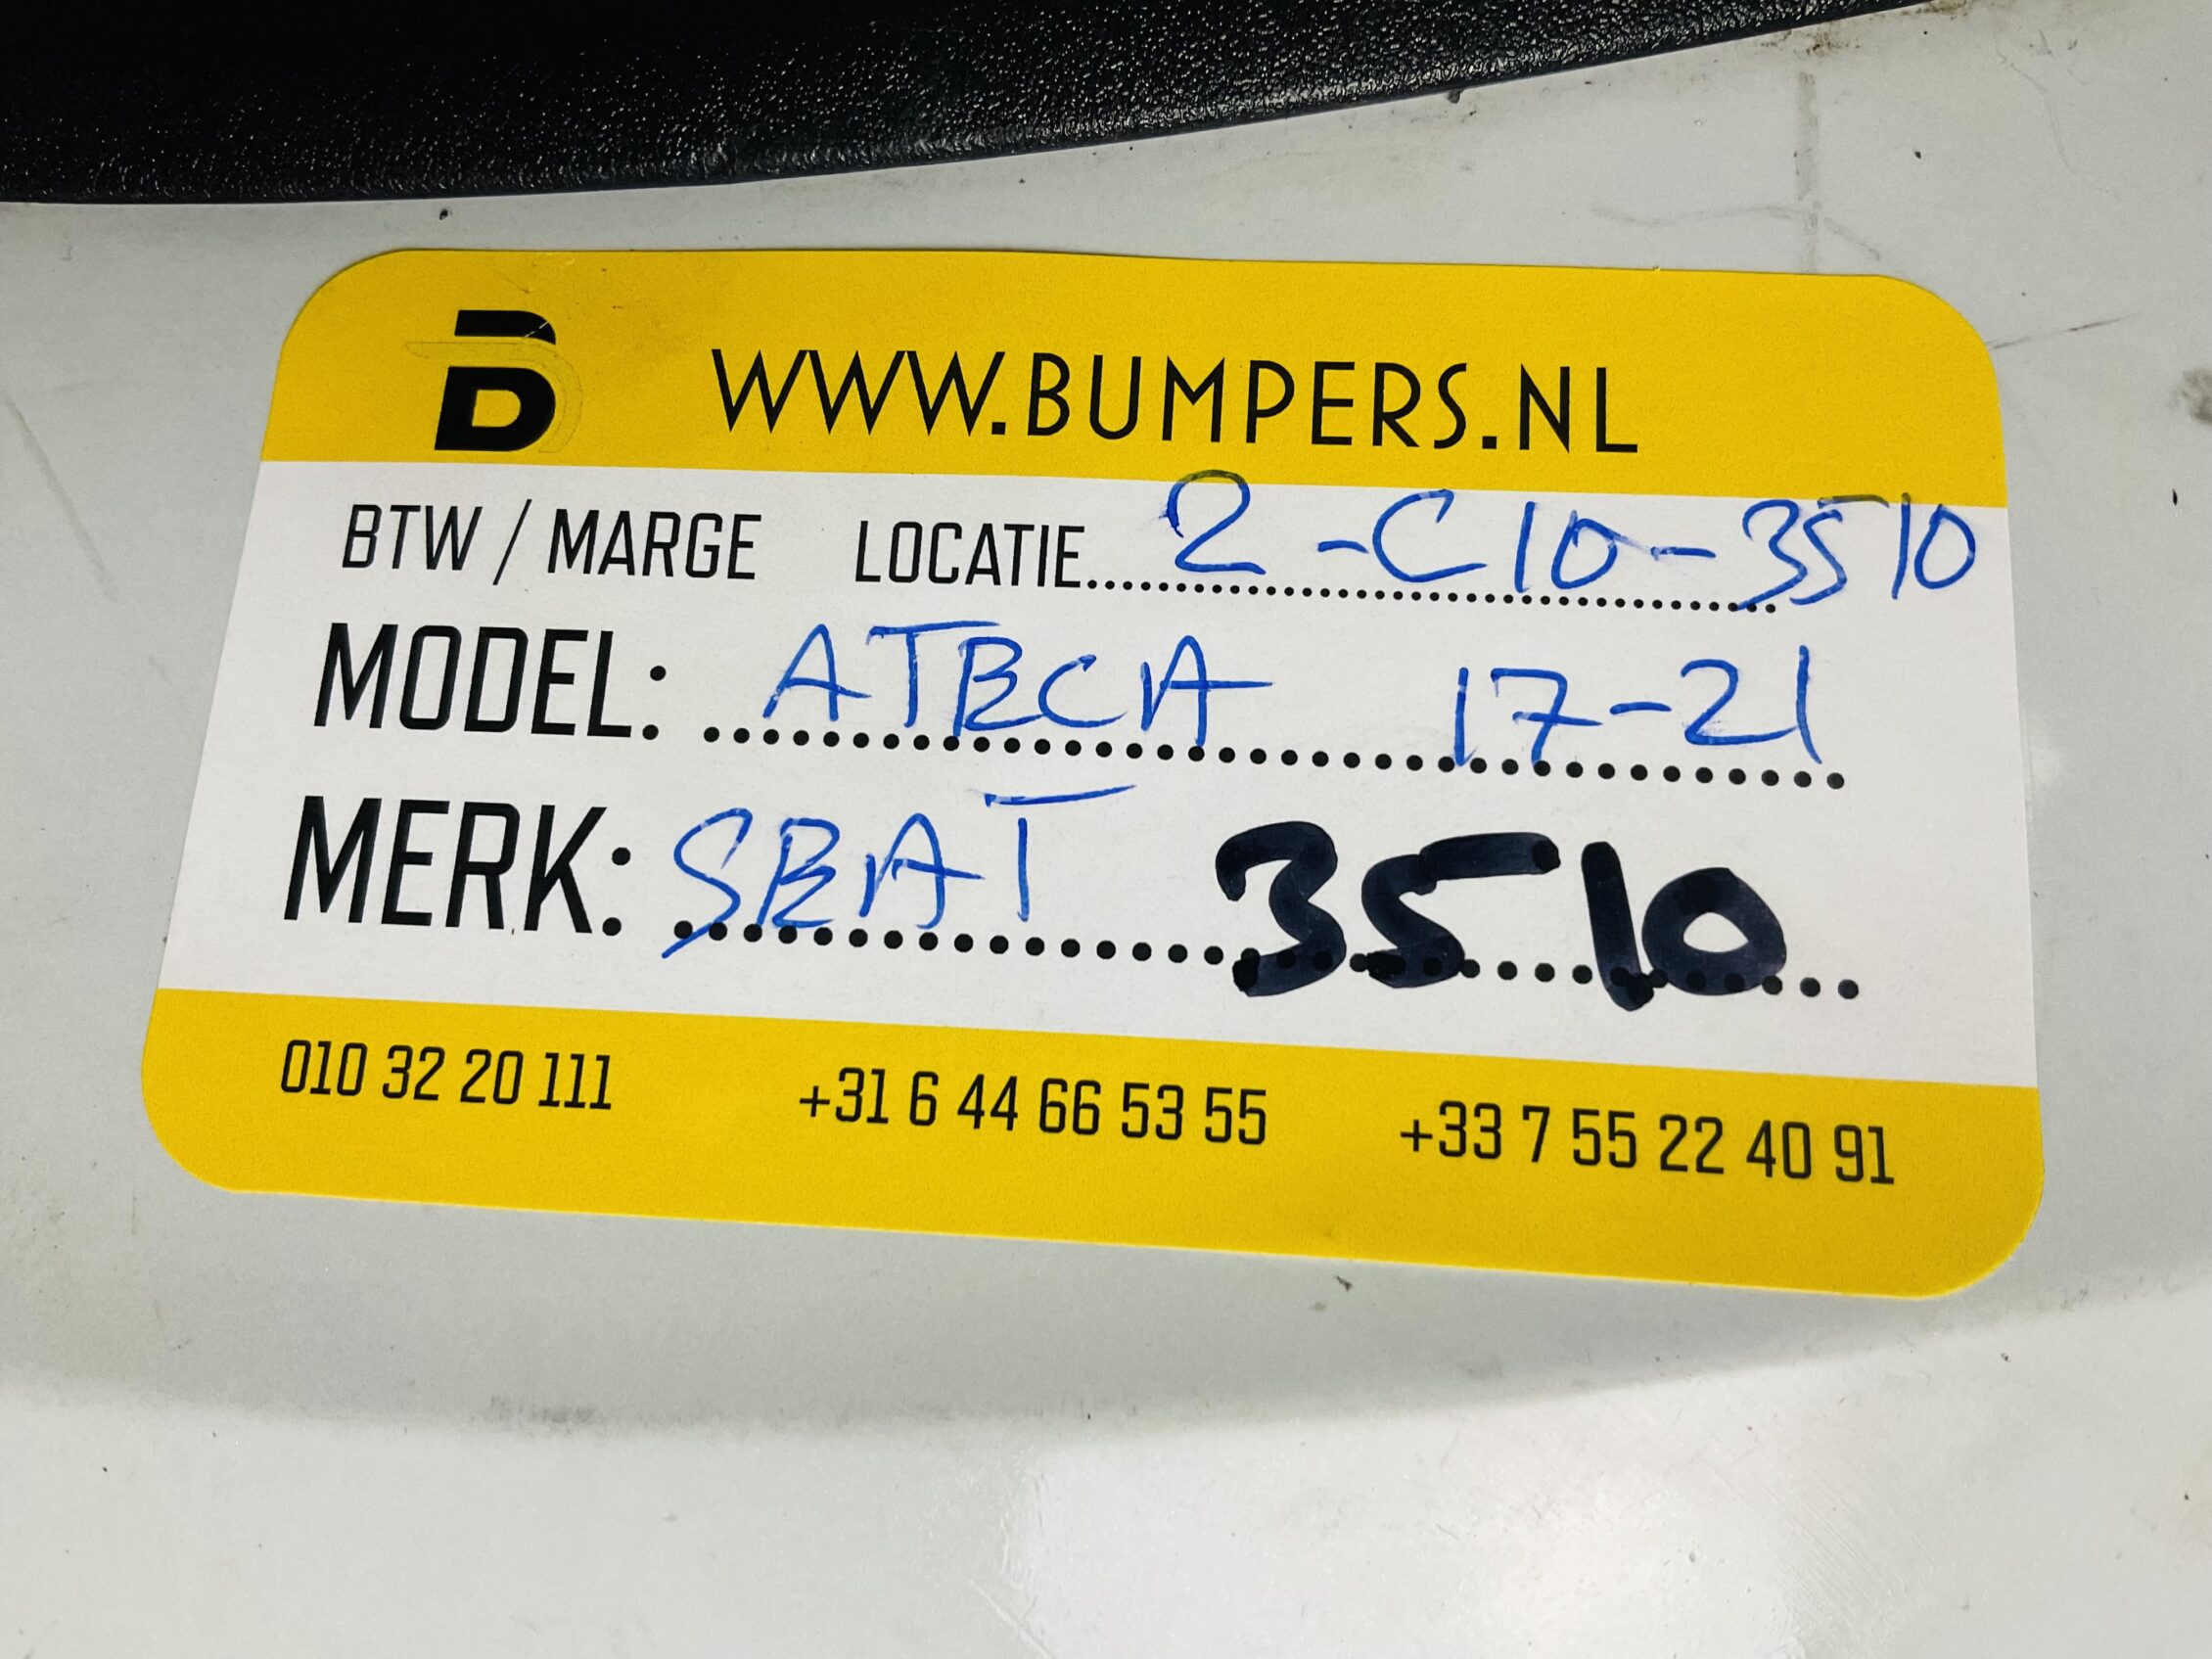 B WWW.BUMPERS.NL
BTW / MARGE LOCATIE 2-C10-3510
MODEL: ATECA 17-21
MERK: SEAT 3510
010 32 20 111 +31 6 44 66 53 55 +33 7 55 22 40 91